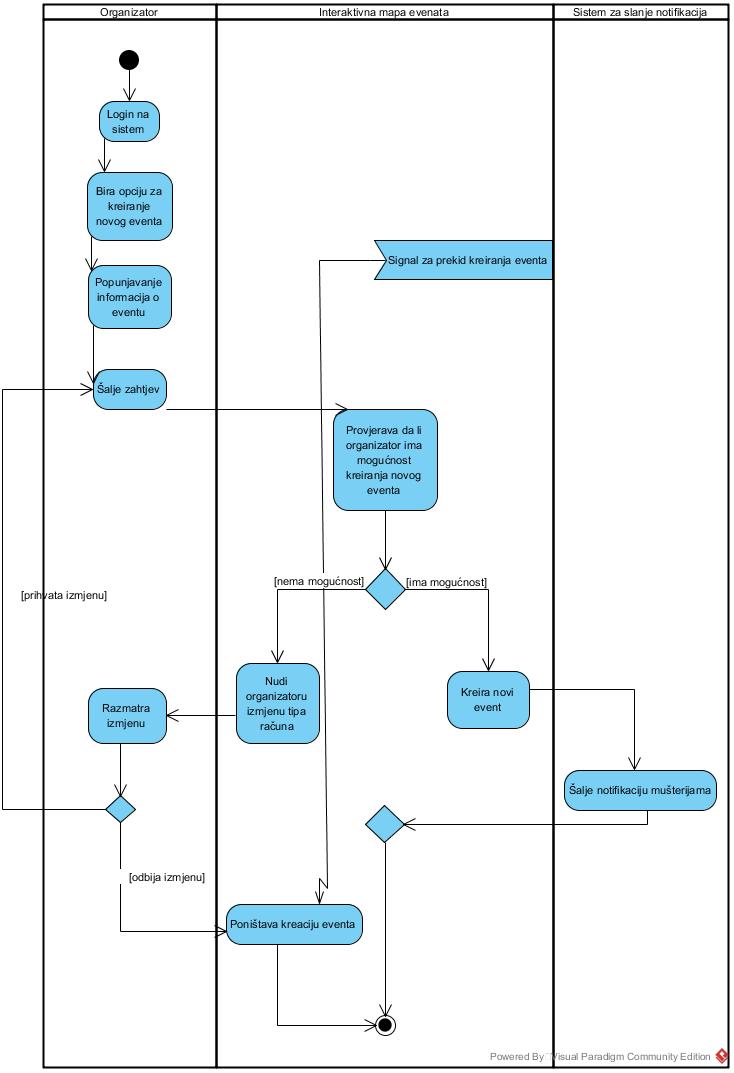 Organizator
Interaktivna mapa evenata
Sistem za slanje notifikacija
Login na
sistem
Bira opciju za
kreiranje
novog eventa
Signal za prekid kreiranja eventa
Popunjavanje
informacija o
eventu
Šalje zahtjev
Provjerava da li
organizator ima
mogućnost
kreiranja novog
eventa
[nema mogućnost]
[ima mogućnost]
[prihvata izmjenu]
Nudi
organizatoru
izmjenu tipa
računa
Kreira novi
event
Razmatra
izmjenu
Šalje notifikaciju mušterijama
[odbija izmjenu]
Poništava kreaciju eventa
Powered By Visual Paradigm Community Edition